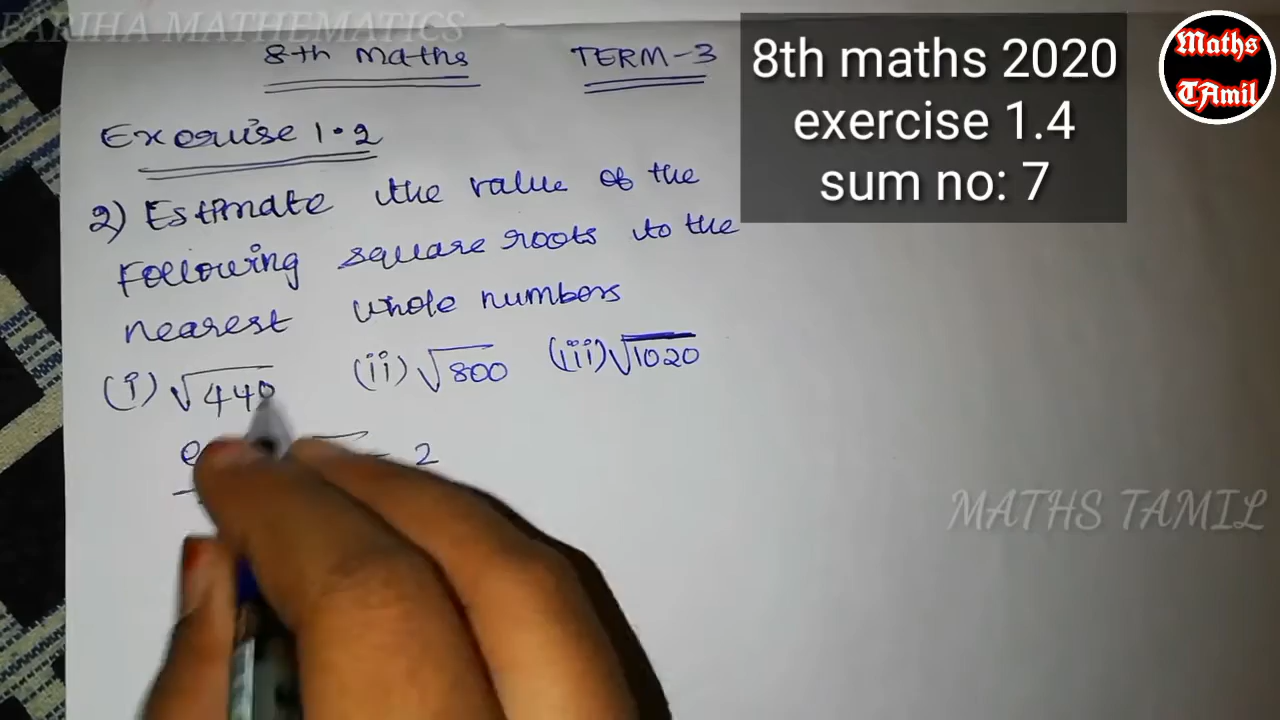 FARIHA MATHEMATICS
8th Maths TERM-3
8th maths 2020
exercise 1.4
sum no: 7
Maths
TAmil
Exercise 1.2
2) Estimate the value of the
Following square roots to the
nearest whole numbers
(i) √440 (ii) √800 (iii) √1020
2
MATHS TAMIL